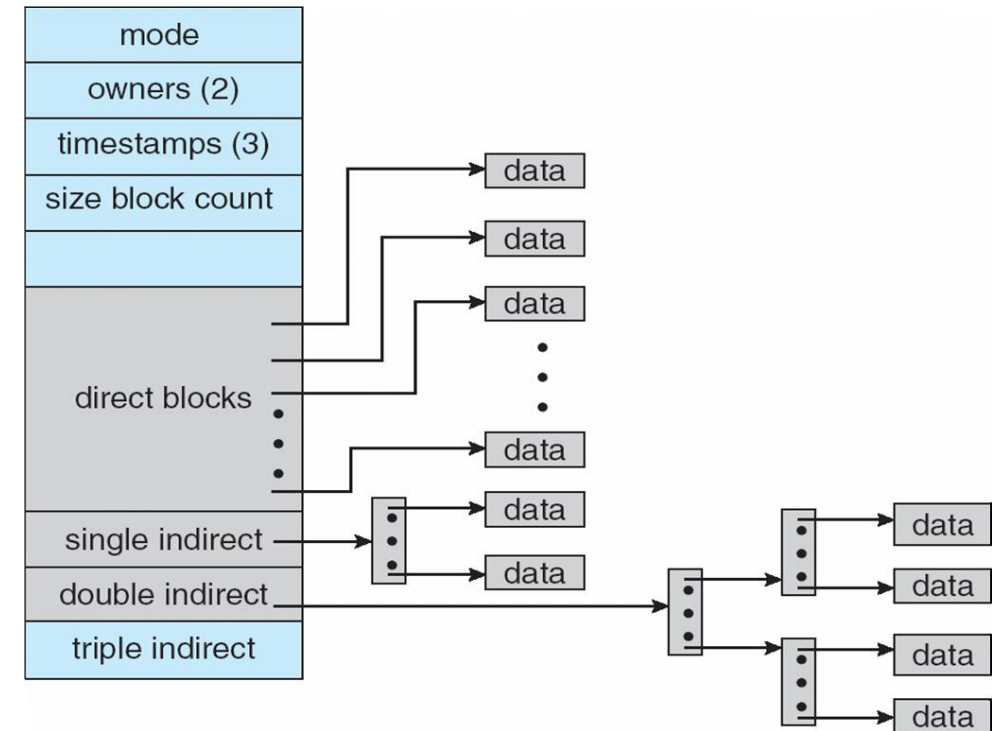 mode
owners (2)
timestamps (3)
size block count
direct blocks
single indirect
double indirect
triple indirect
data
data
data
data
data
data
data
data
data
data